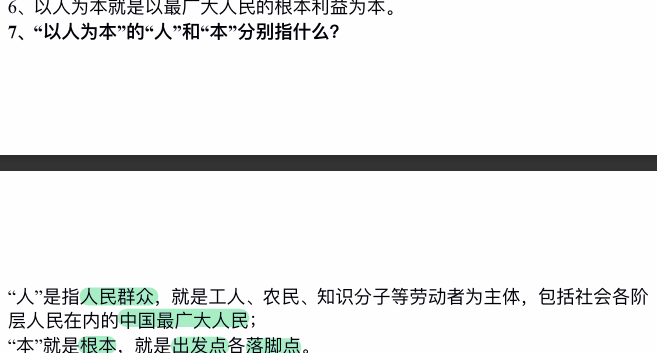 6、以人为本就是以最广大人民的根本利益为本。
7、“以人为本”的“人”和“本”分别指什么？
“人”是指人民群众，就是工人、农民、知识分子等劳动者为主体，包括社会各阶
层人民在内的中国最广大人民；
“本”就是根本，就是出发点各落脚点。